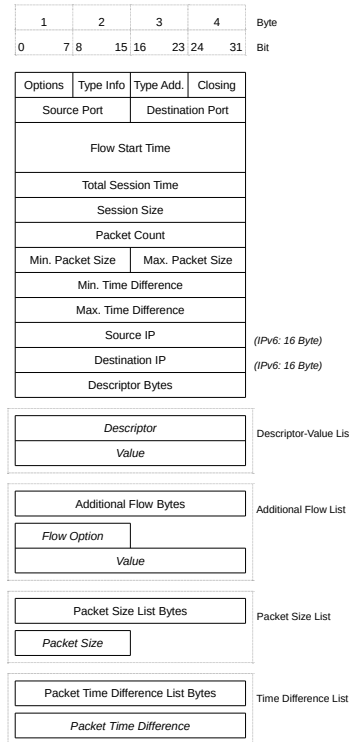 1 2 3 4 Byte
0 7 8 15 16 23 24 31 Bit
Options Type Info Type Add. Closing
Source Port Destination Port
Flow Start Time
Total Session Time
Session Size
Packet Count
Min. Packet Size Max. Packet Size
Min. Time Difference
Max. Time Difference
Source IP (IPv6: 16 Byte)
Destination IP (IPv6: 16 Byte)
Descriptor Bytes
Descriptor
Descriptor-Value Lis
Value
Additional Flow Bytes
Additional Flow List
Flow Option
Value
Packet Size List Bytes
Packet Size List
Packet Size
Packet Time Difference List Bytes
Time Difference List
Packet Time Difference